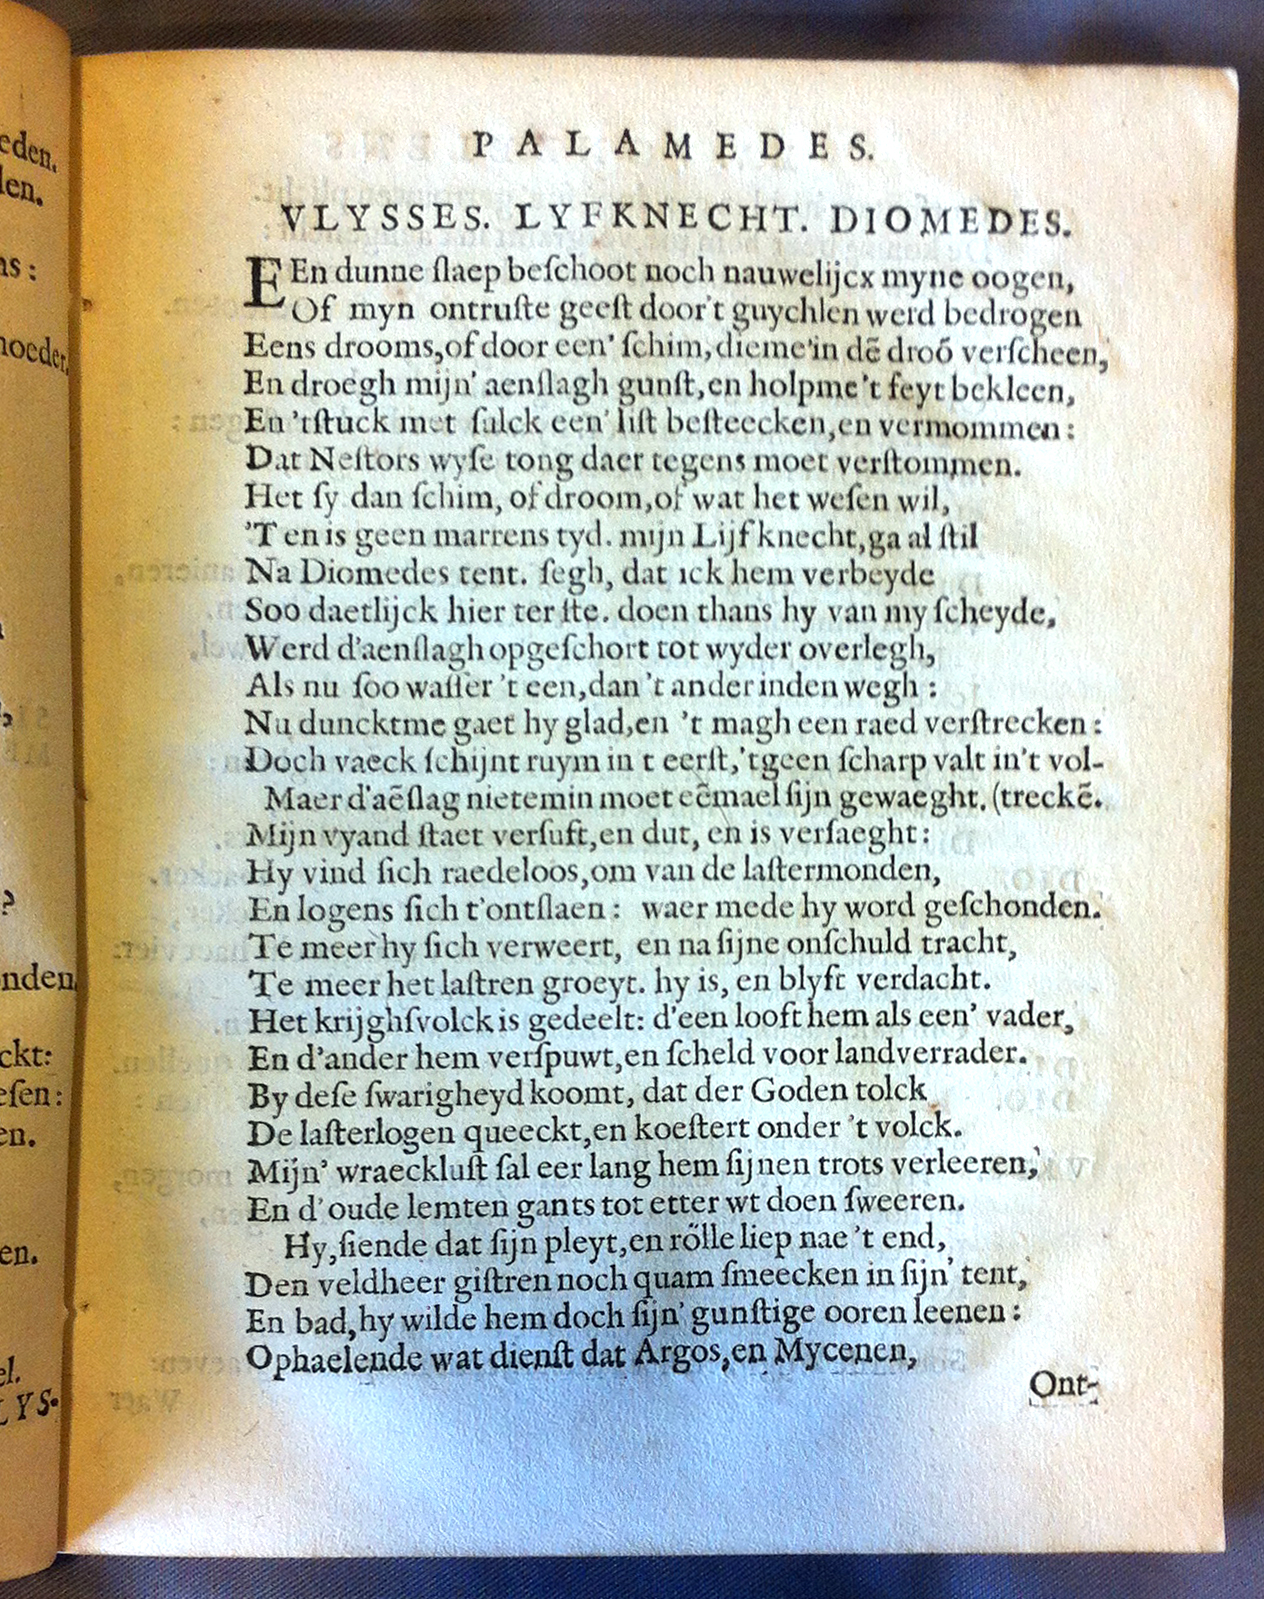 PALAMEDES.
VLYSSES. LYFKNECHT. DIOMEDES.
EEn dunne ſlaep beſchoot noch nauwelijcx myne oogen,
Of myn ontruſte geeſt door't guychlen werd bedrogen
Eens drooms, of door een' ſchim, dieme'in dē droō verſcheen,
En droegh mijn' aenſlagh gunſt, en holpme't feyt bekleen,
En 'tſtuck met ſulck een' liſt beſteecken, en vermommen:
Dat Neſtors wyſe tong daer tegens moet verſtommen.
Het ſy dan ſchim, of droom, of wat het weſen wil,
'T en is geen marrens tyd. mijn Lijfknecht, ga al ſtil
Na Diomedes tent. ſegh, dat ick hem verbeyde
Soo daetlijck hier ter ſte. doen thans hy van my ſcheyde,
Werd d'aenſlagh opgeſchort tot wyder overlegh,
Als nu ſoo waſſer 't een, dan 't ander inden wegh:
Nu duncktme gaet hy glad, en 't magh een raed verſtrecken:
Doch vaeck ſchijnt ruym in t eerſt, 'tgeen ſcharp valt in't vol-
Maer d'aēſlag nietemin moet eēmael ſijn gewaeght. (treckē.
Mijn vyand ſtaet verſuft, en dut, en is verſaeght:
Hy vind ſich raedeloos, om van de laſtermonden,
En logens ſich t'ontſlaen: waer mede hy word geſchonden.
Te meer hy ſich verweert, en na ſijne onſchuld tracht,
Te meer het laſtren groeyt. hy is, en blyft verdacht.
Het krijghſvolck is gedeelt: d'een looft hem als een' vader,
En d'ander hem verſpuwt, en ſcheld voor landverrader.
By deſe ſwarigheyd koomt, dat der Goden tolck
De laſterlogen queeckt, en koeſtert onder 't volck.
Mijn' wraeckluſt ſal eer lang hem ſijnen trots verleeren,
En d'oude lemten gants tot etter wt doen ſweeren.
Hy, ſiende dat ſijn pleyt, en rölle liep nae 't end,
Den veldheer giſtren noch quam ſmeecken in ſijn' tent,
En bad, hy wilde hem doch ſijn' gunſtige ooren leenen:
Ophaelende wat dienſt dat Argos, en Mycenen,
Ont-